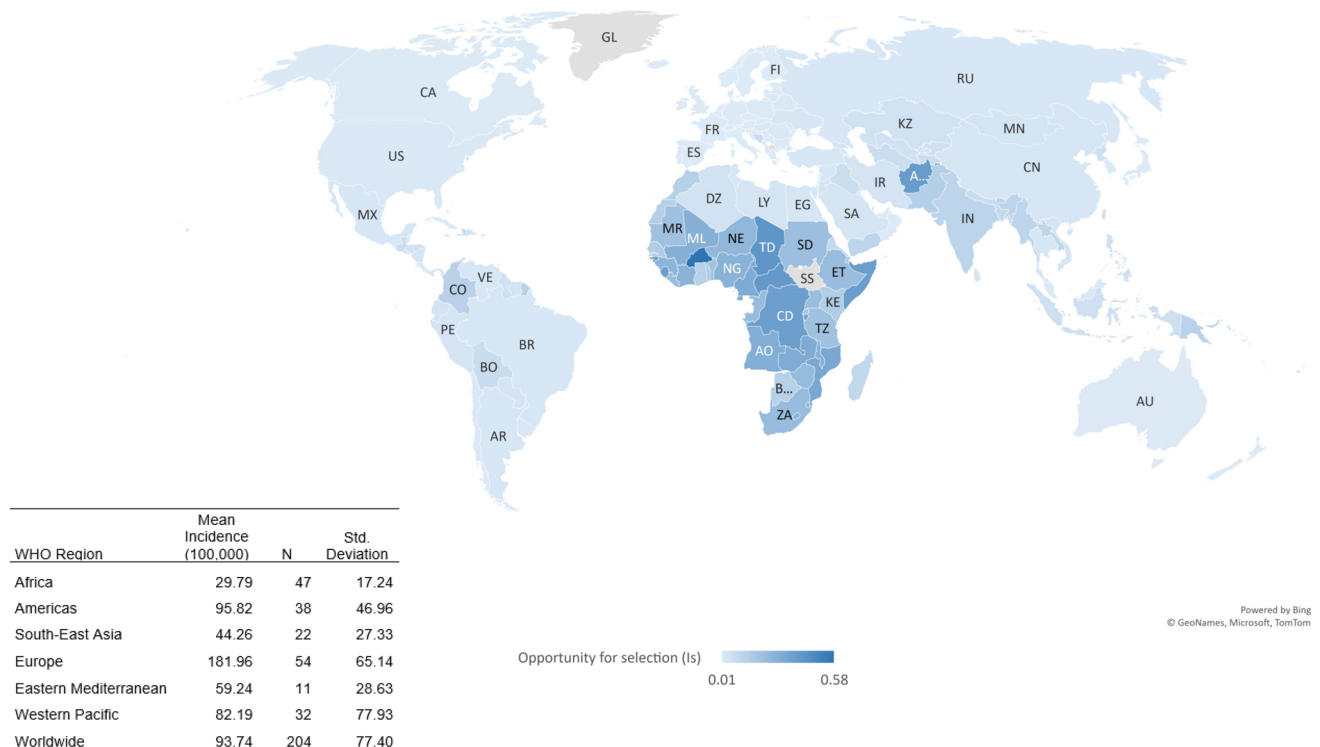 GL
CA
FI
RU
US
FR
KZ
MN
ES
CN
MX
DZ
LY
EG
IR
A...
SA
IN
MR
ML
NE
TD
SD
VE
CO
NG
SS
ET
KE
PE
BR
CD
TZ
AO
BO
B...
ZA
AR
AU
WHO Region Mean Incidence (100,000) N Std. Deviation
Africa 29.79 47 17.24
Americas 95.82 38 46.96
South-East Asia 44.26 22 27.33
Europe 181.96 54 65.14
Eastern Mediterranean 59.24 11 28.63
Western Pacific 82.19 32 77.93
Worldwide 93.74 204 77.40
Opportunity for selection (Is)
0.01 0.58
Powered by Bing
© GeoNames, Microsoft, TomTom